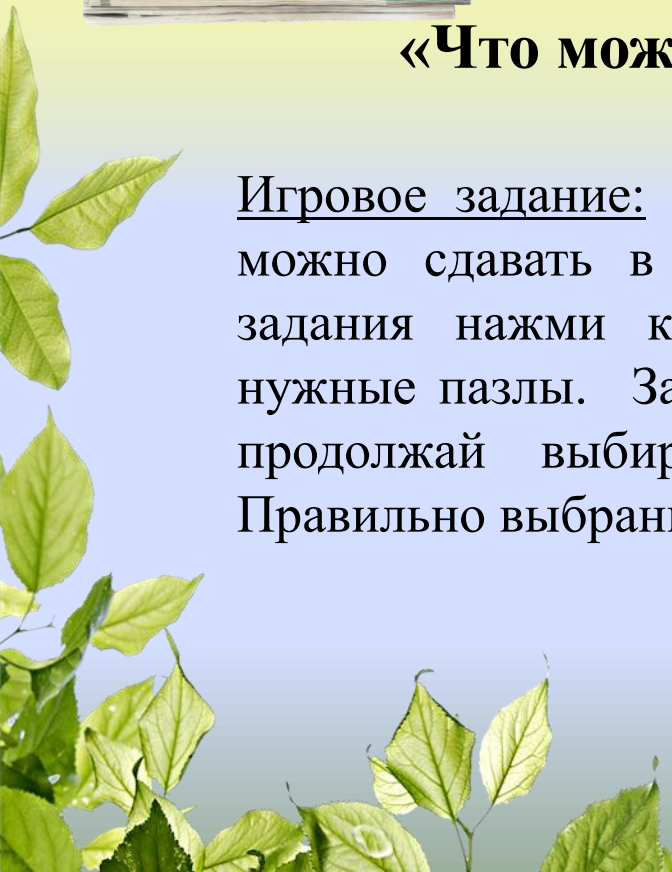 «Что мож
Игровое задание:
можно сдавать в
задания нажми к
нужные пазлы. За
продолжай выбир
Правильно выбран